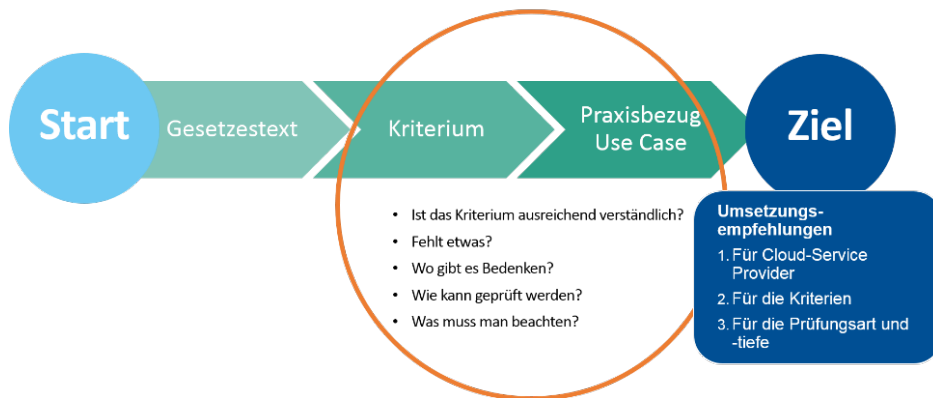 Start
Gesetzestext
Kriterium
Praxisbezug
Use Case
Ziel
• Ist das Kriterium ausreichend verständlich?
• Fehlt etwas?
• Wo gibt es Bedenken?
• Wie kann geprüft werden?
• Was muss man beachten?
Umsetzungs-
empfehlungen
1. Für Cloud-Service
Provider
2. Für die Kriterien
3. Für die Prüfungsart und
-tiefe